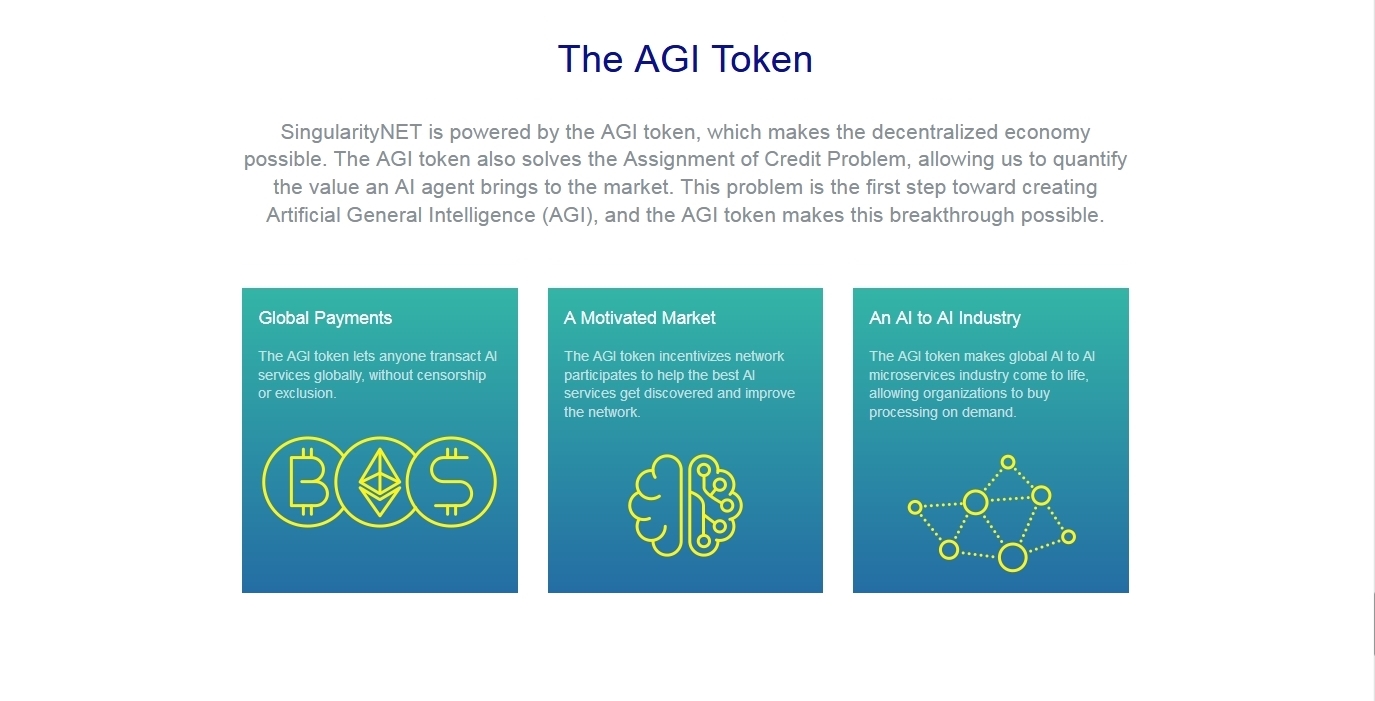 The AGI Token
SingularityNET is powered by the AGI token, which makes the decentralized economy
possible. The AGI token also solves the Assignment of Credit Problem, allowing us to quantify
the value an AI agent brings to the market. This problem is the first step toward creating
Artificial General Intelligence (AGI), and the AGI token makes this breakthrough possible.
Global Payments
The AGI token lets anyone transact AI
services globally, without censorship
or exclusion.
A Motivated Market
The AGI token incentivizes network
participates to help the best AI
services get discovered and improve
the network.
An AI to AI Industry
The AGI token makes global AI to AI
microservices industry come to life,
allowing organizations to buy
processing on demand.